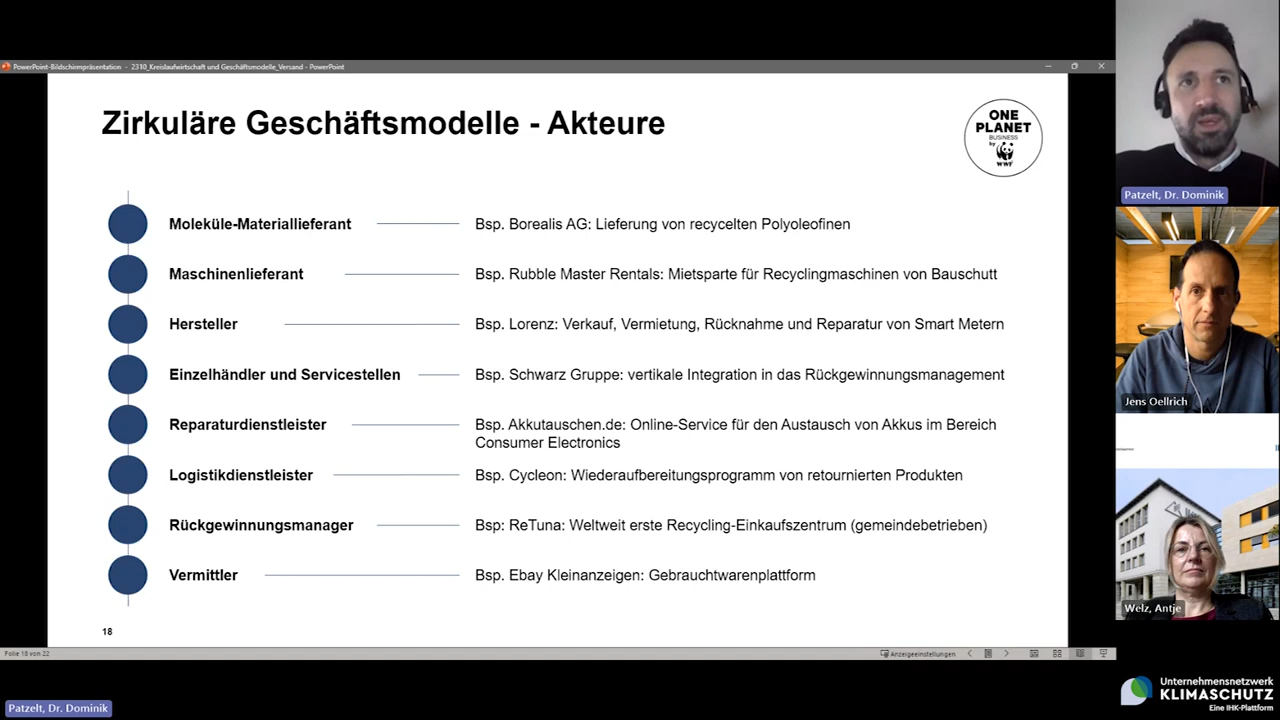 PowerPoint-Bildschirmpräsentation - 2310_Kreislaufwirtschaft und Geschäftsmodelle_Versand - PowerPoint
Zirkuläre Geschäftsmodelle - Akteure
ONE
PLANET
BUSINESS
by
WWF
Moleküle-Materiallieferant
Bsp. Borealis AG: Lieferung von recycelten Polyoleofinen
Maschinenlieferant
Bsp. Rubble Master Rentals: Mietsparte für Recyclingmaschinen von Bauschutt
Hersteller
Bsp. Lorenz: Verkauf, Vermietung, Rücknahme und Reparatur von Smart Metern
Einzelhändler und Servicestellen
Bsp. Schwarz Gruppe: vertikale Integration in das Rückgewinnungsmanagement
Reparaturdienstleister
Bsp. Akkutauschen.de: Online-Service für den Austausch von Akkus im Bereich
Consumer Electronics
Logistikdienstleister
Bsp. Cycleon: Wiederaufbereitungsprogramm von retournierten Produkten
Rückgewinnungsmanager
Bsp: ReTuna: Weltweit erste Recycling-Einkaufszentrum (gemeindebetrieben)
Vermittler
Bsp. Ebay Kleinanzeigen: Gebrauchtwarenplattform
18
Folie 18 von 22
Anzeigeeinstellungen
Patzelt, Dr. Dominik
Jens Oellrich
Welz, Antje
Patzelt, Dr. Dominik
Unternehmensnetzwerk
KLIMASCHUTZ
Eine IHK-Plattform